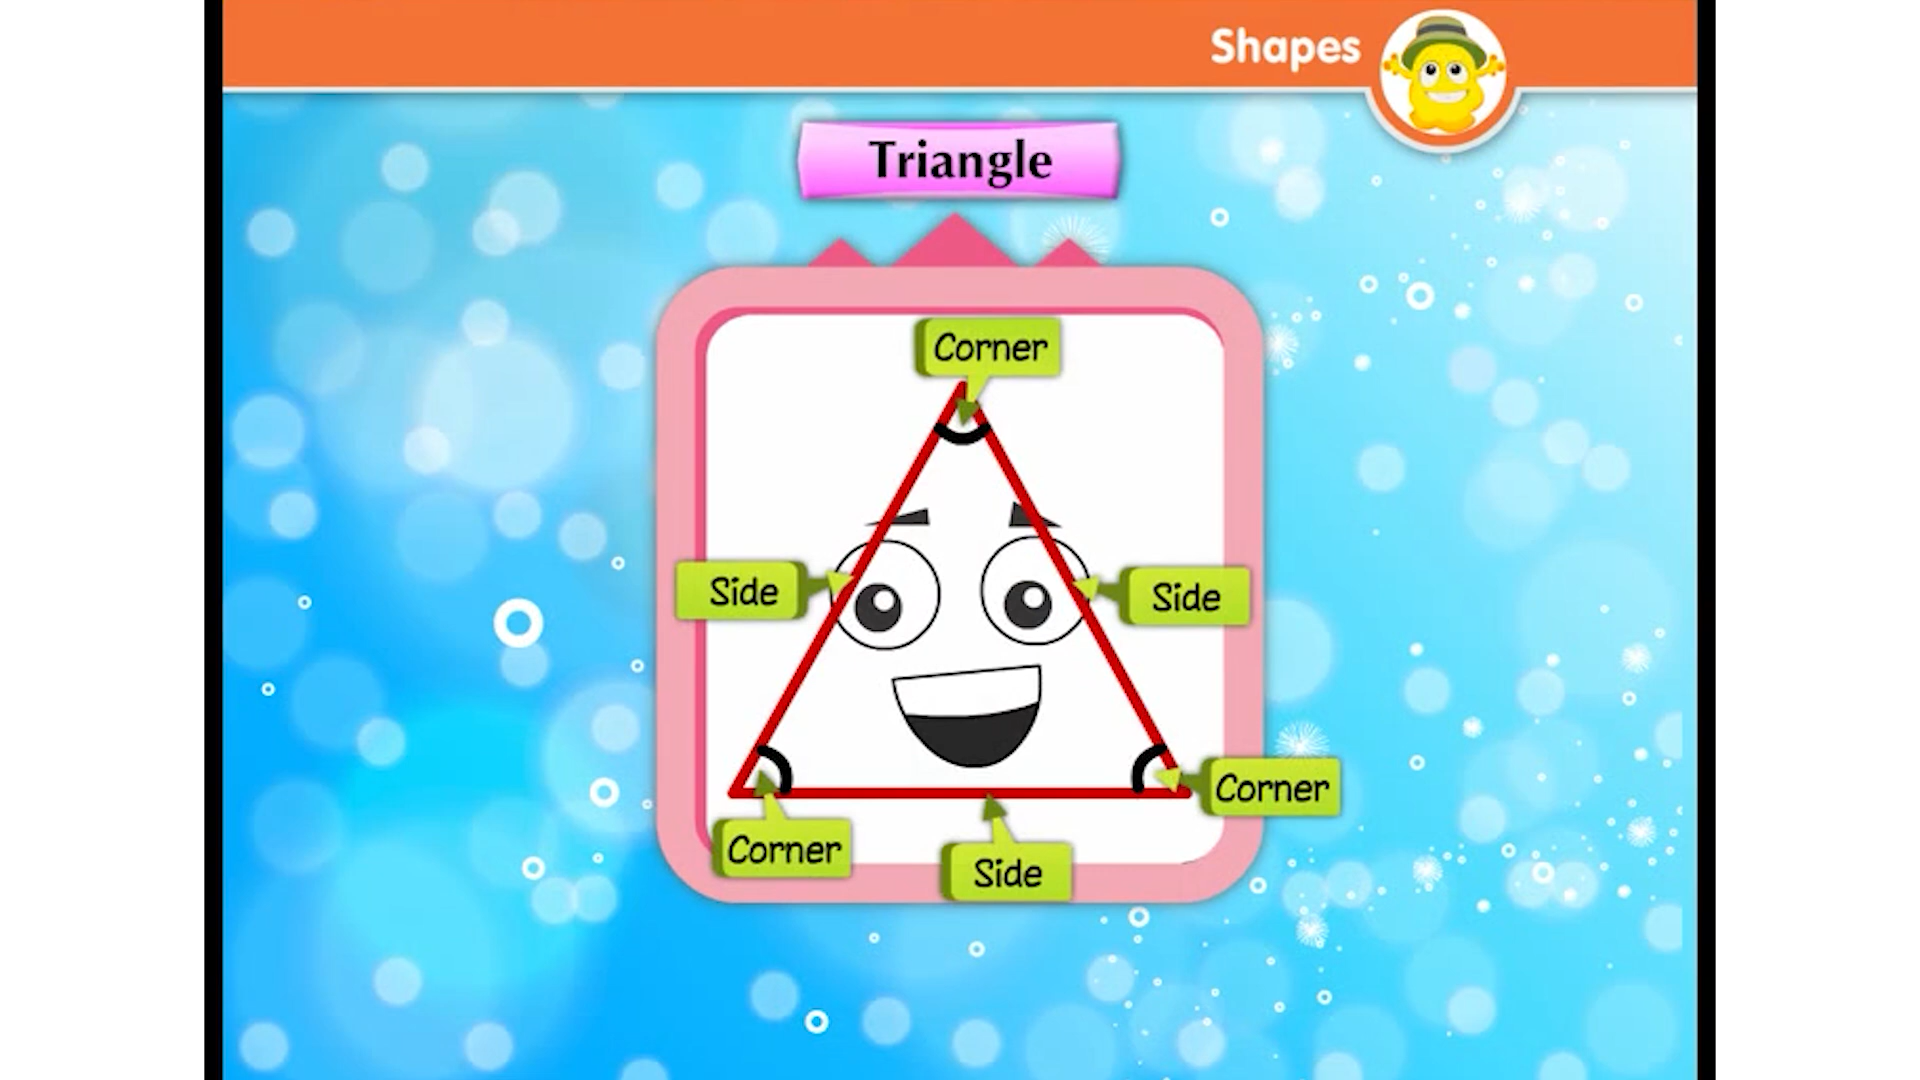 Shapes
Triangle
Corner
Side
Side
Corner
Corner
Side